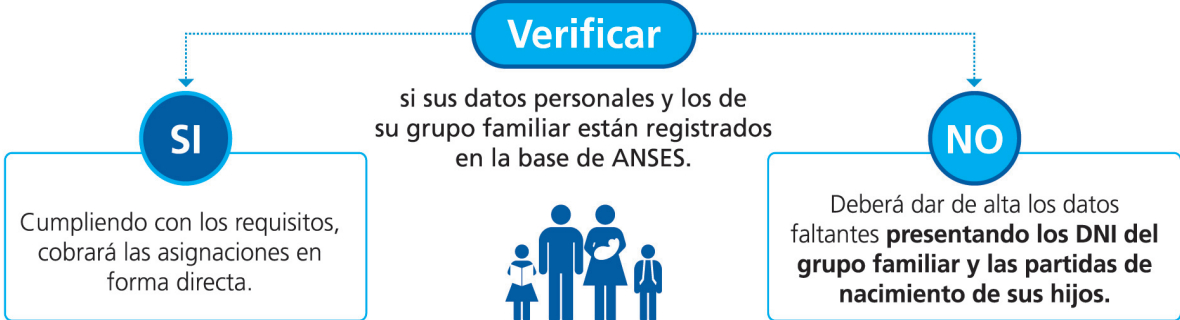 Verificar
si sus datos personales y los de
su grupo familiar están registrados
en la base de ANSES.
SI
Cumpliendo con los requisitos,
cobrará las asignaciones en
forma directa.
NO
Deberá dar de alta los datos
faltantes presentando los DNI del
grupo familiar y las partidas de
nacimiento de sus hijos.